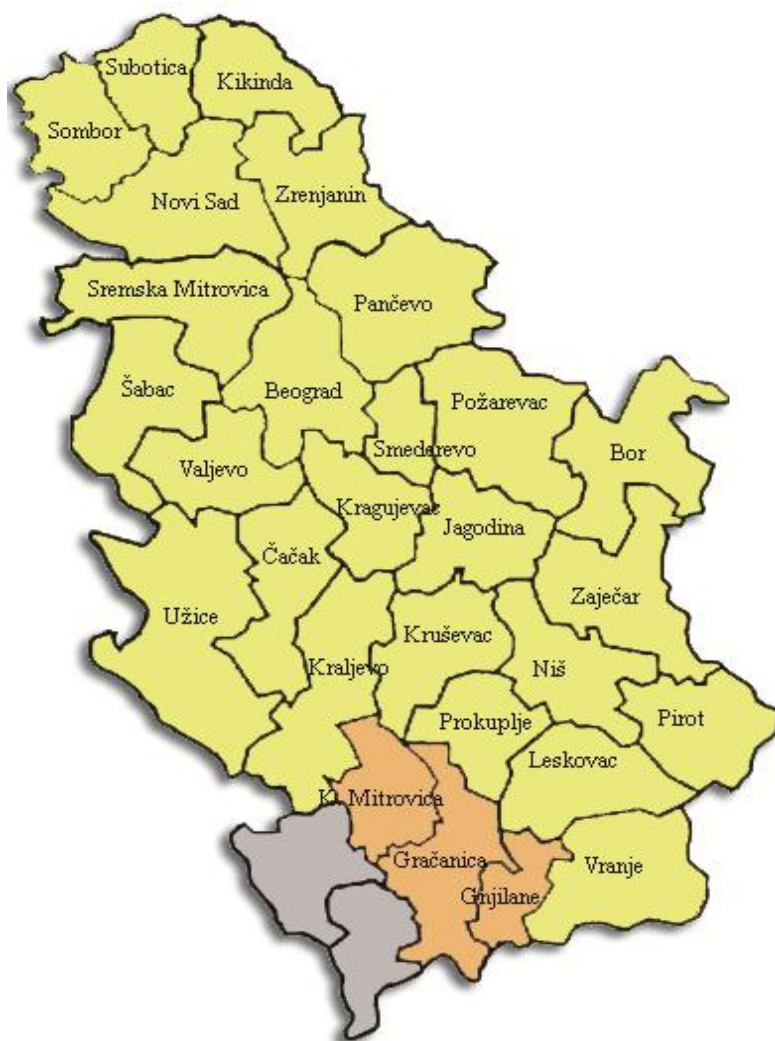 Subotica
Kikinda
Sombor
Novi Sad
Zrenjanin
Sremska Mitrovica
Pančevo
Šabac
Beograd
Požarevac
Smederevo
Bor
Valjevo
Kragujevac
Jagodina
Čačak
Zaječar
Užice
Kruševac
Kraljevo
Niš
Prokuplje
Pirot
Leskovac
K. Mitrovica
Gračanica
Vranje
Gnjilane